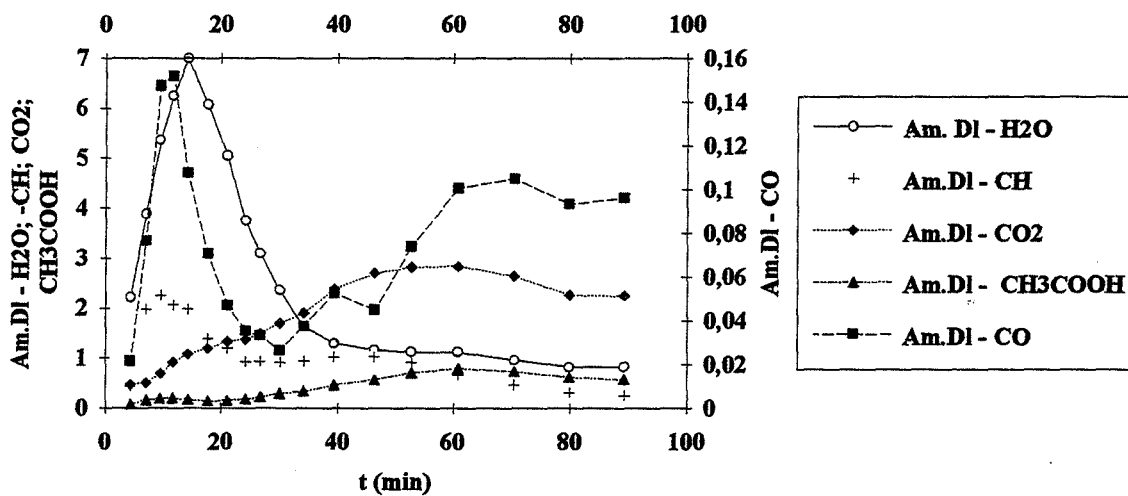 0 20 40 60 80 100
7
6
5
4
3
2
1
0
Am.Dl - H2O; -CH; CO2;
CH3COOH
0,16
0,14
0,12
0,1
0,08
0,06
0,04
0,02
0
Am.Dl - CO
0 20 40 60 80 100
t (min)
Am. Dl - H2O
Am.Dl - CH
Am.Dl - CO2
Am.Dl - CH3COOH
Am.Dl - CO